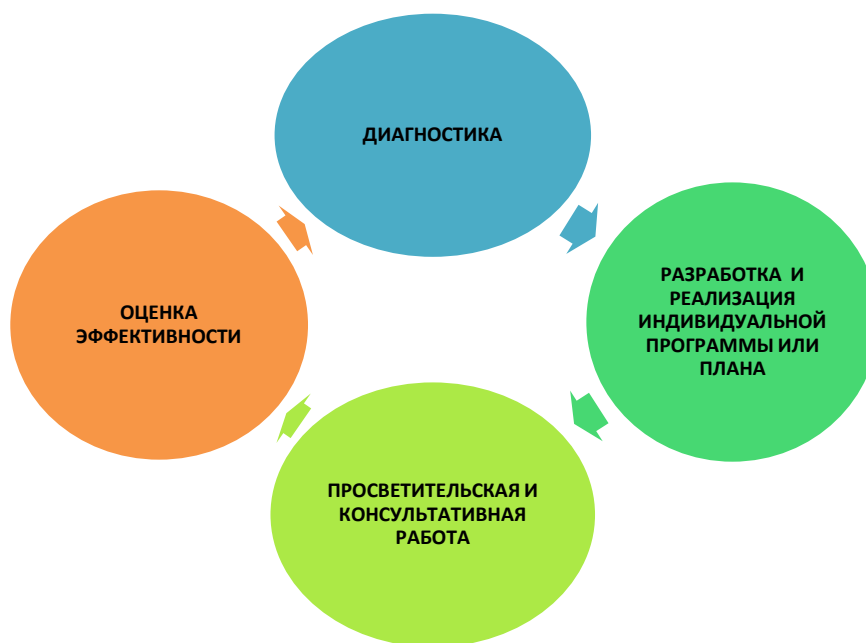 ДИАГНОСТИКА
РАЗРАБОТКА И
РЕАЛИЗАЦИЯ
ИНДИВИДУАЛЬНОЙ
ПРОГРАММЫ ИЛИ
ПЛАНА
ПРОСВЕТИТЕЛЬСКАЯ И
КОНСУЛЬТАТИВНАЯ
РАБОТА
ОЦЕНКА
ЭФФЕКТИВНОСТИ